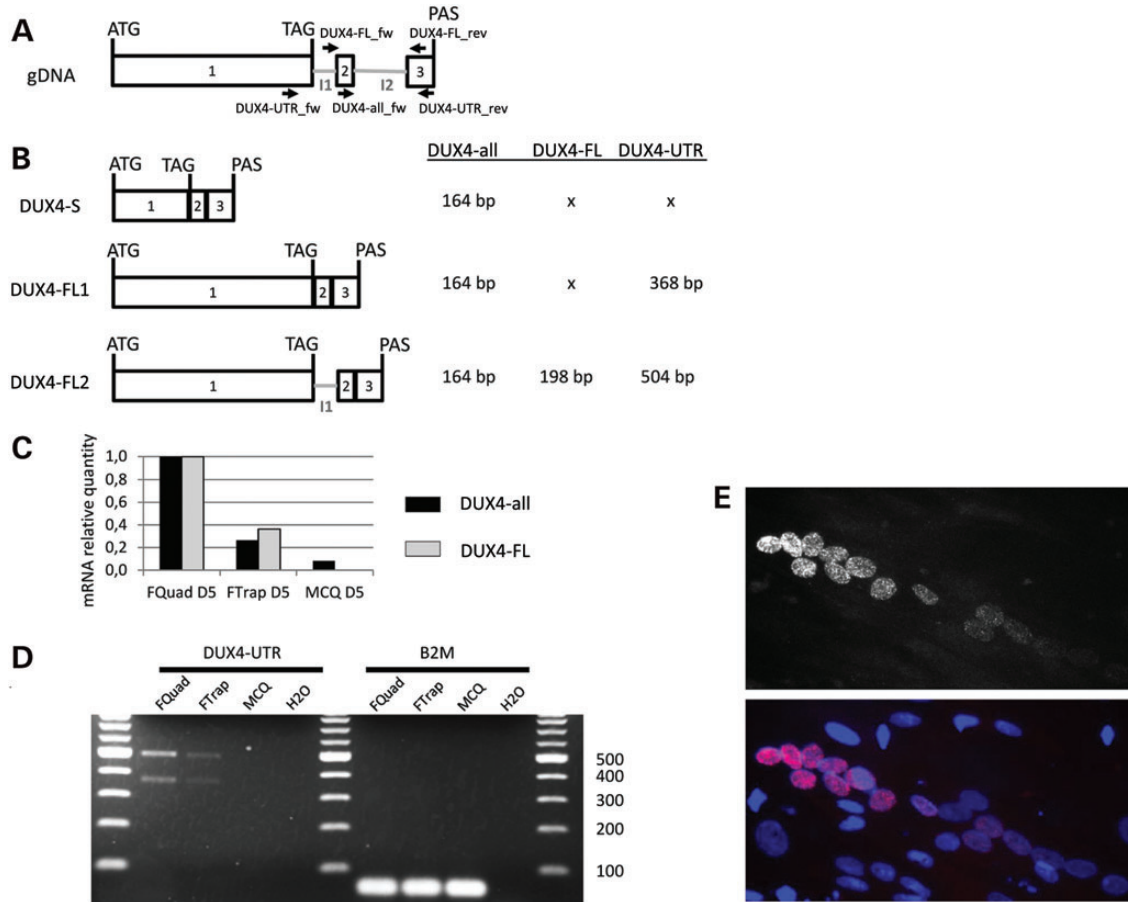 A
gDNA
ATG
TAG
PAS
DUX4-FL_fw
DUX4-FL_rev
1
I1
2
I2
3
DUX4-UTR_fw
DUX4-all_fw
DUX4-UTR_rev
B
DUX4-all DUX4-FL DUX4-UTR
ATG TAG PAS
DUX4-S
1 2 3
164 bp x x
ATG TAG PAS
DUX4-FL1
1 2 3
164 bp x 368 bp
ATG TAG PAS
DUX4-FL2
1 I1 2 3
164 bp 198 bp 504 bp
C
mRNA relative quantity
1,0
0,8
0,6
0,4
0,2
0,0
FQuad D5 FTrap D5 MCQ D5
DUX4-all
DUX4-FL
D
DUX4-UTR B2M
FQuad FTrap MCQ H2O FQuad FTrap MCQ H2O
500
400
300
200
100
E